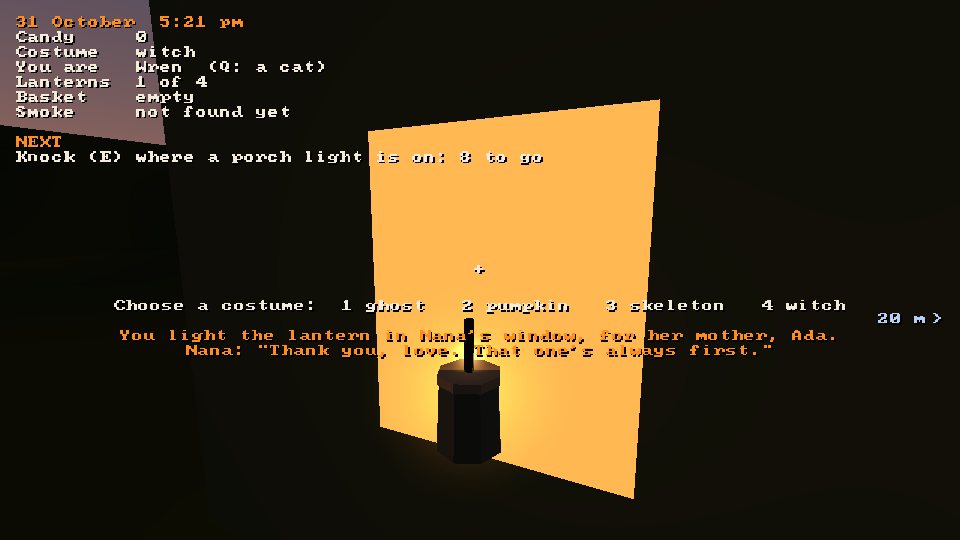 31 October 5:21 pm
Candy 0
Costume witch
You are Wren (Q: a cat)
Lanterns 1 of 4
Basket empty
Smoke not found yet
NEXT
Knock (E) where a porch light is on: 8 to go
+
Choose a costume: 1 ghost 2 pumpkin 3 skeleton 4 witch
20 m >
You light the lantern in Nana's window, for her mother, Ada.
Nana: "Thank you, love. That one's always first."